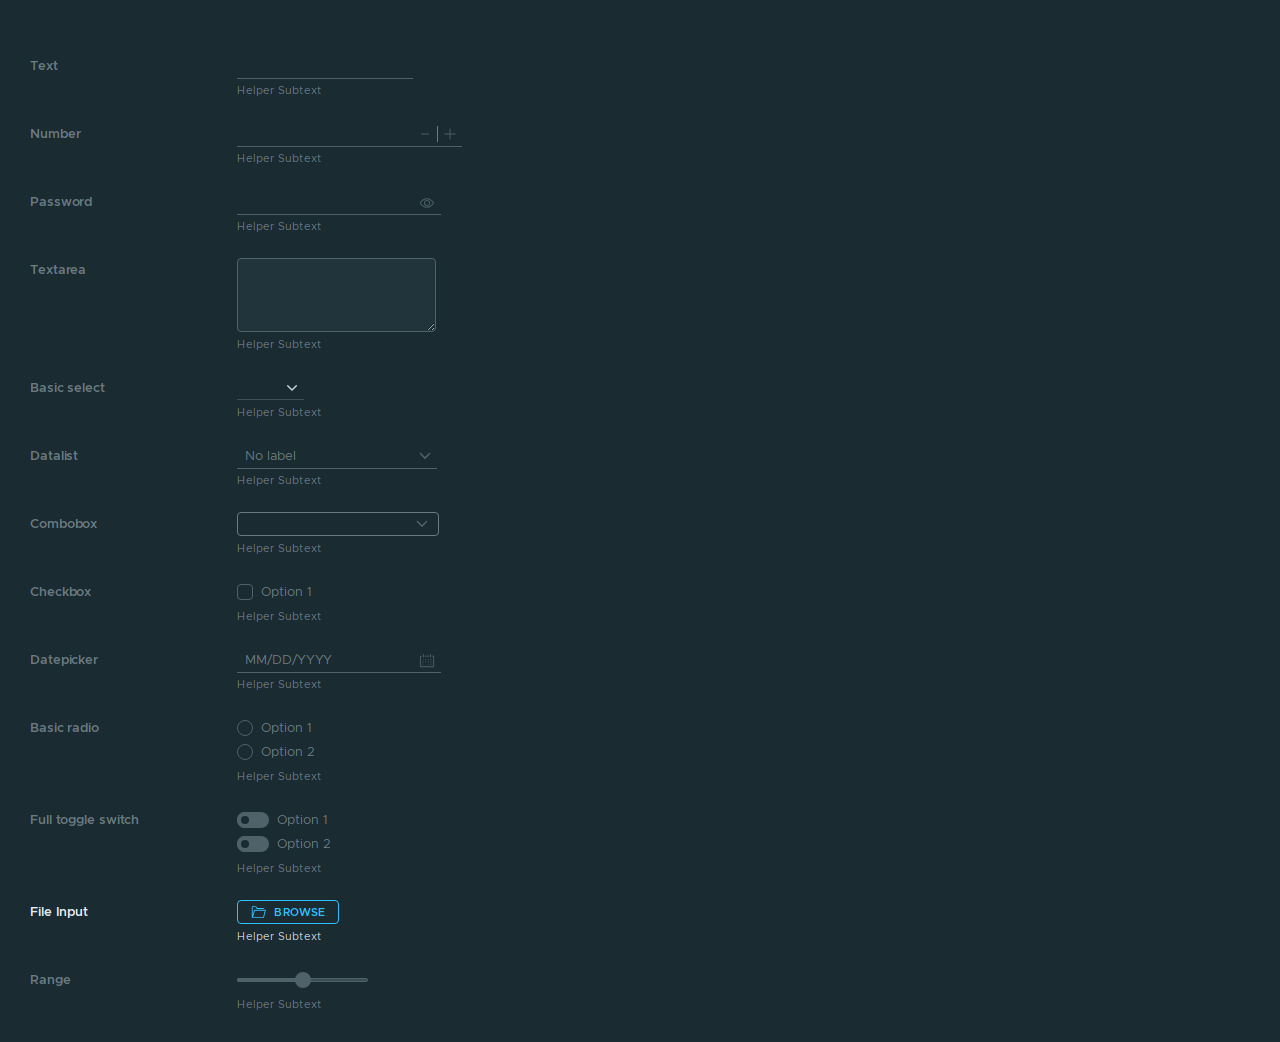 Text
Helper Subtext
Number
Helper Subtext
Password
Helper Subtext
Textarea
Helper Subtext
Basic select
Helper Subtext
Datalist No label
Helper Subtext
Combobox
Helper Subtext
Checkbox Option 1
Helper Subtext
Datepicker MM/DD/YYYY
Helper Subtext
Basic radio Option 1
Option 2
Helper Subtext
Full toggle switch Option 1
Option 2
Helper Subtext
File Input BROWSE
Helper Subtext
Range
Helper Subtext